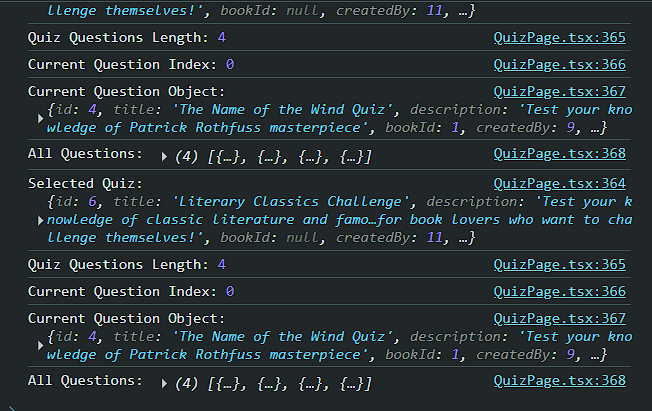 llenge themselves!', bookId: null, createdBy: 11, …}
Quiz Questions Length: 4 QuizPage.tsx:365
Current Question Index: 0 QuizPage.tsx:366
Current Question Object: QuizPage.tsx:367
{id: 4, title: 'The Name of the Wind Quiz', description: 'Test your kno
wledge of Patrick Rothfuss masterpiece', bookId: 1, createdBy: 9, …}
All Questions: (4) [{…}, {…}, {…}, {…}] QuizPage.tsx:368
Selected Quiz: QuizPage.tsx:364
{id: 6, title: 'Literary Classics Challenge', description: 'Test your k
nowledge of classic literature and famo…for book lovers who want to cha
llenge themselves!', bookId: null, createdBy: 11, …}
Quiz Questions Length: 4 QuizPage.tsx:365
Current Question Index: 0 QuizPage.tsx:366
Current Question Object: QuizPage.tsx:367
{id: 4, title: 'The Name of the Wind Quiz', description: 'Test your kno
wledge of Patrick Rothfuss masterpiece', bookId: 1, createdBy: 9, …}
All Questions: (4) [{…}, {…}, {…}, {…}] QuizPage.tsx:368